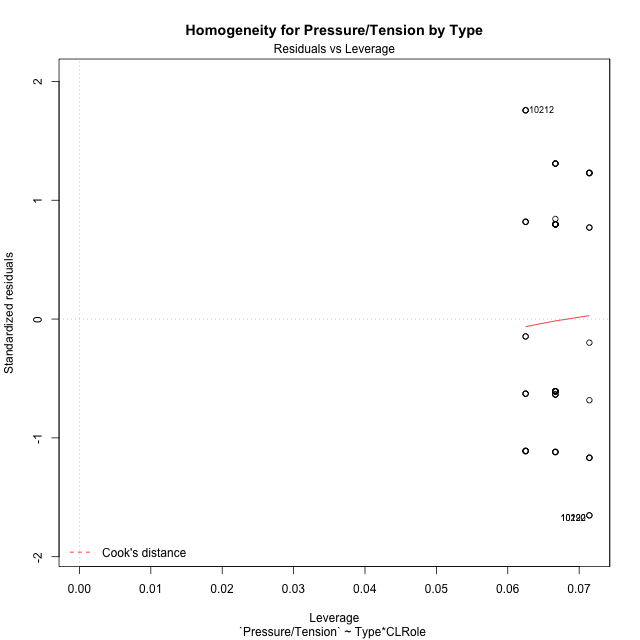 Homogeneity for Pressure/Tension by Type
Residuals vs Leverage
2
1
0
-1
-2
Standardized residuals
10212
Cook's distance
0.00 0.01 0.02 0.03 0.04 0.05 0.06 0.07
Leverage
`Pressure/Tension` ~ Type*CLRole